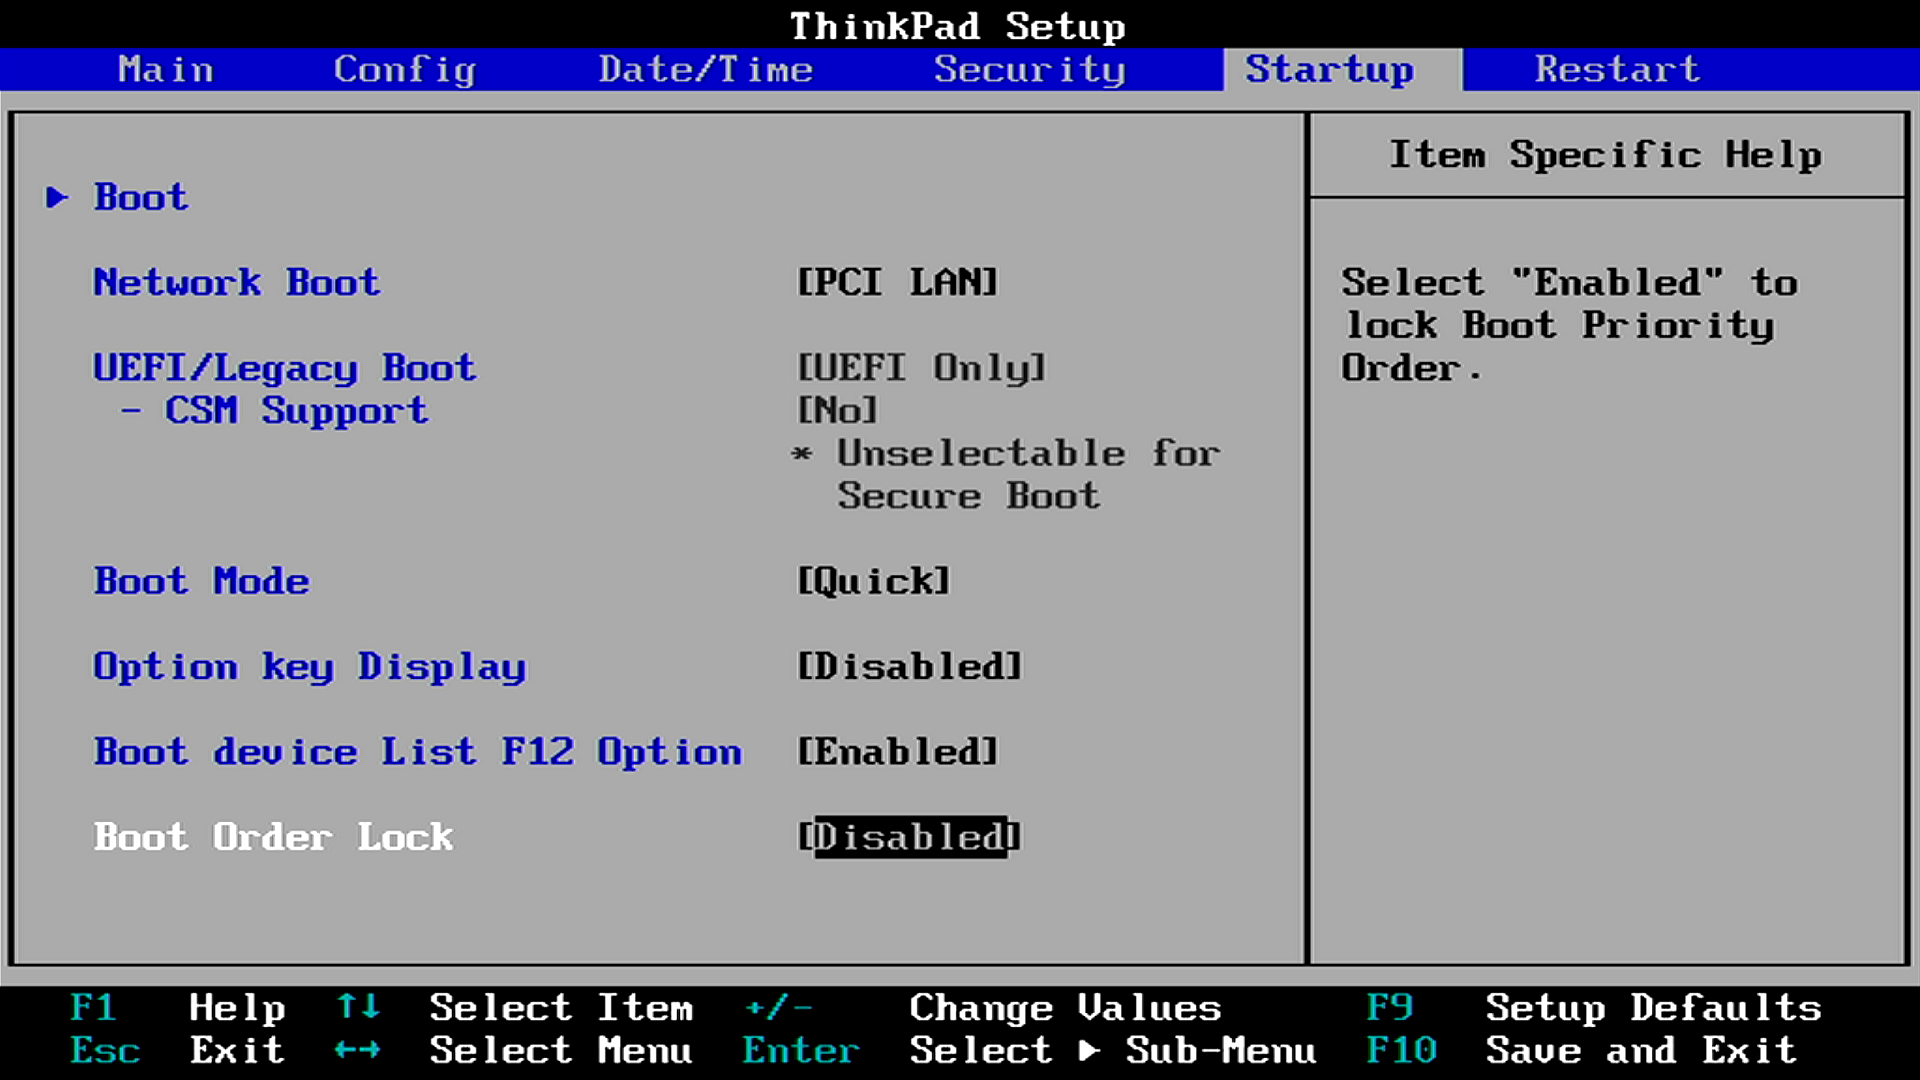 ThinkPad Setup
Main Config Date/Time Security Startup Restart
Item Specific Help
▶ Boot
Network Boot [PCI LAN]
Select "Enabled" to
lock Boot Priority
Order.
UEFI/Legacy Boot [UEFI Only]
- CSM Support [No]
* Unselectable for
Secure Boot
Boot Mode [Quick]
Option key Display [Disabled]
Boot device List F12 Option [Enabled]
Boot Order Lock [Disabled]
F1 Help ↑↓ Select Item +/- Change Values F9 Setup Defaults
Esc Exit ←→ Select Menu Enter Select ▶ Sub-Menu F10 Save and Exit